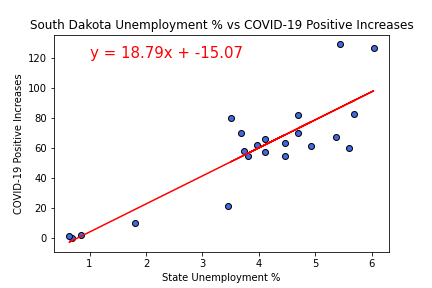 South Dakota Unemployment % vs COVID-19 Positive Increases
y = 18.79x + -15.07
COVID-19 Positive Increases
120
100
80
60
40
20
0
1 2 3 4 5 6
State Unemployment %